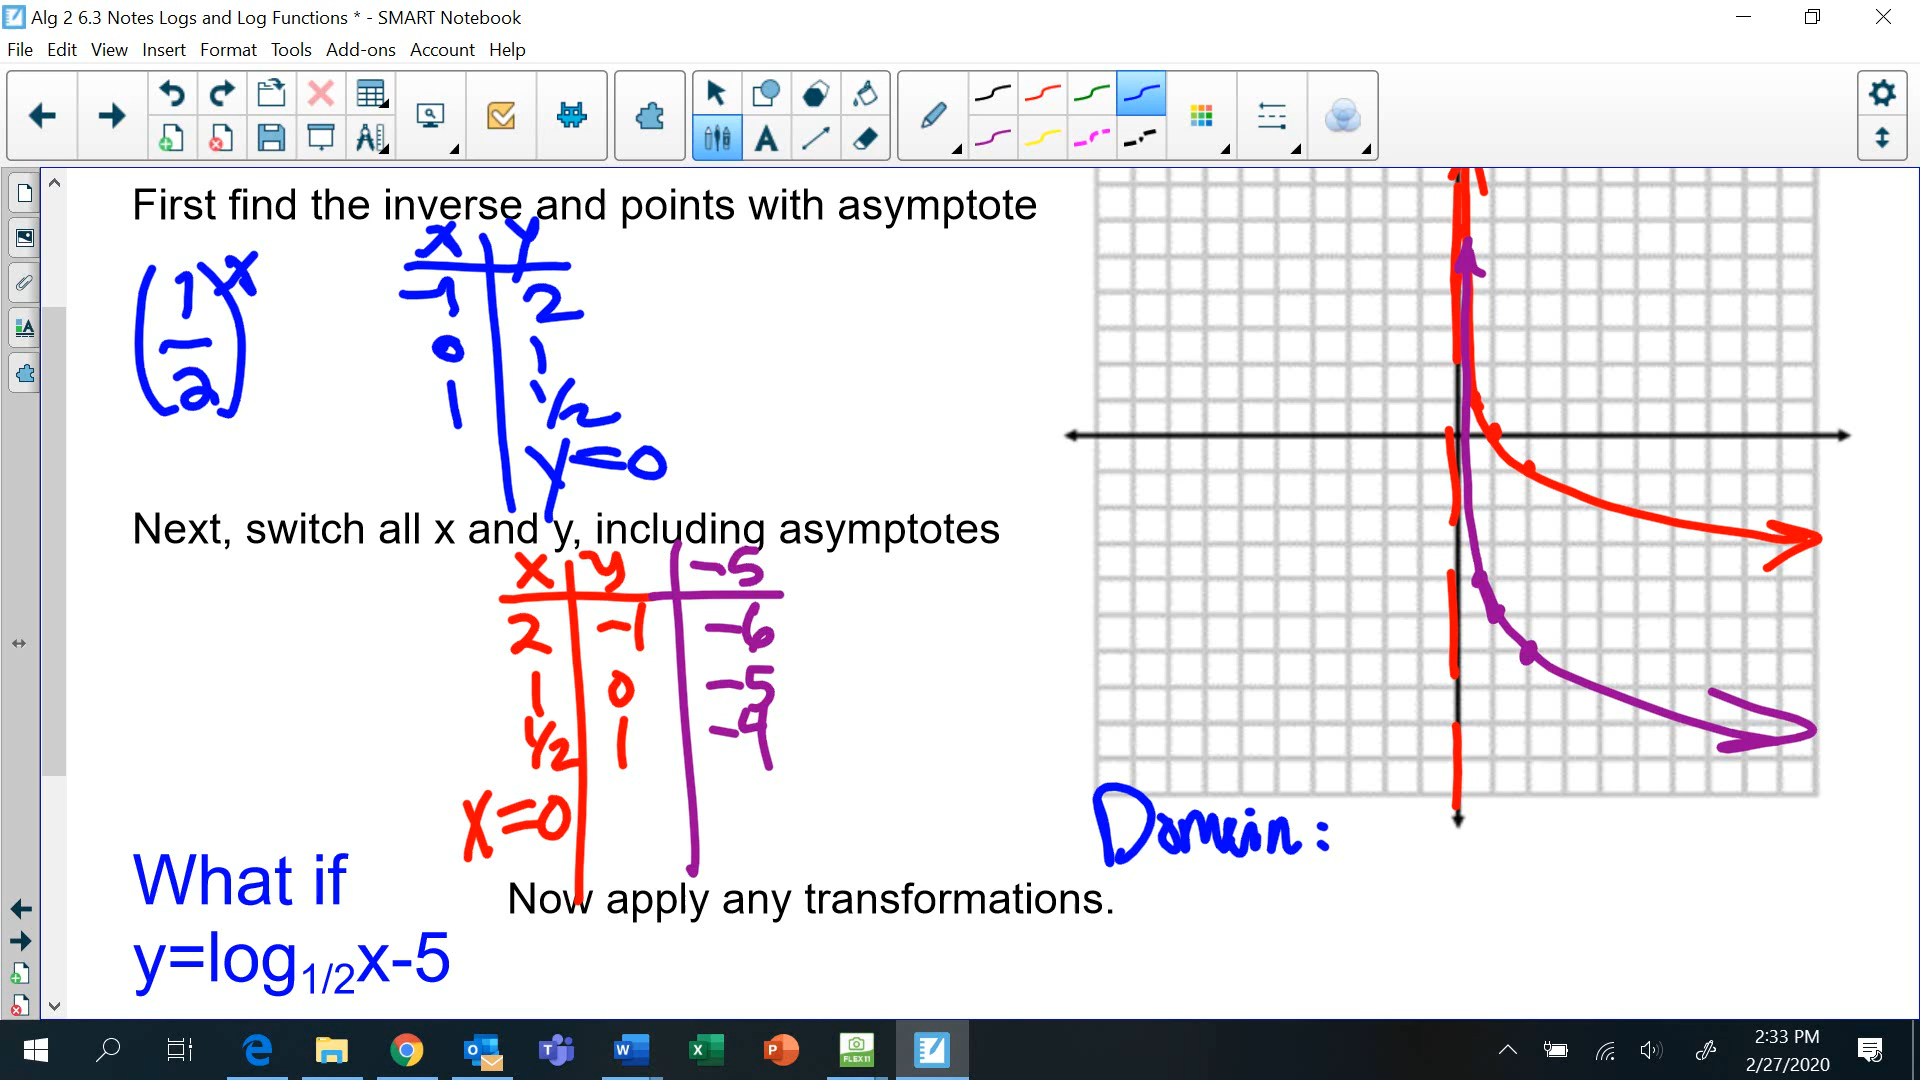 Alg 2 6.3 Notes Logs and Log Functions * - SMART Notebook
File Edit View Insert Format Tools Add-ons Account Help
First find the inverse and points with asymptote
(1/2)^x
x y
-1 2
0 1
1 1/2
y=0
Next, switch all x and y, including asymptotes
x y -5
2 -1 -6
1 0 -5
1/2 1 -4
x=0
Domain:
Now apply any transformations.
What if
y=log1/2x-5
2:33 PM
2/27/2020